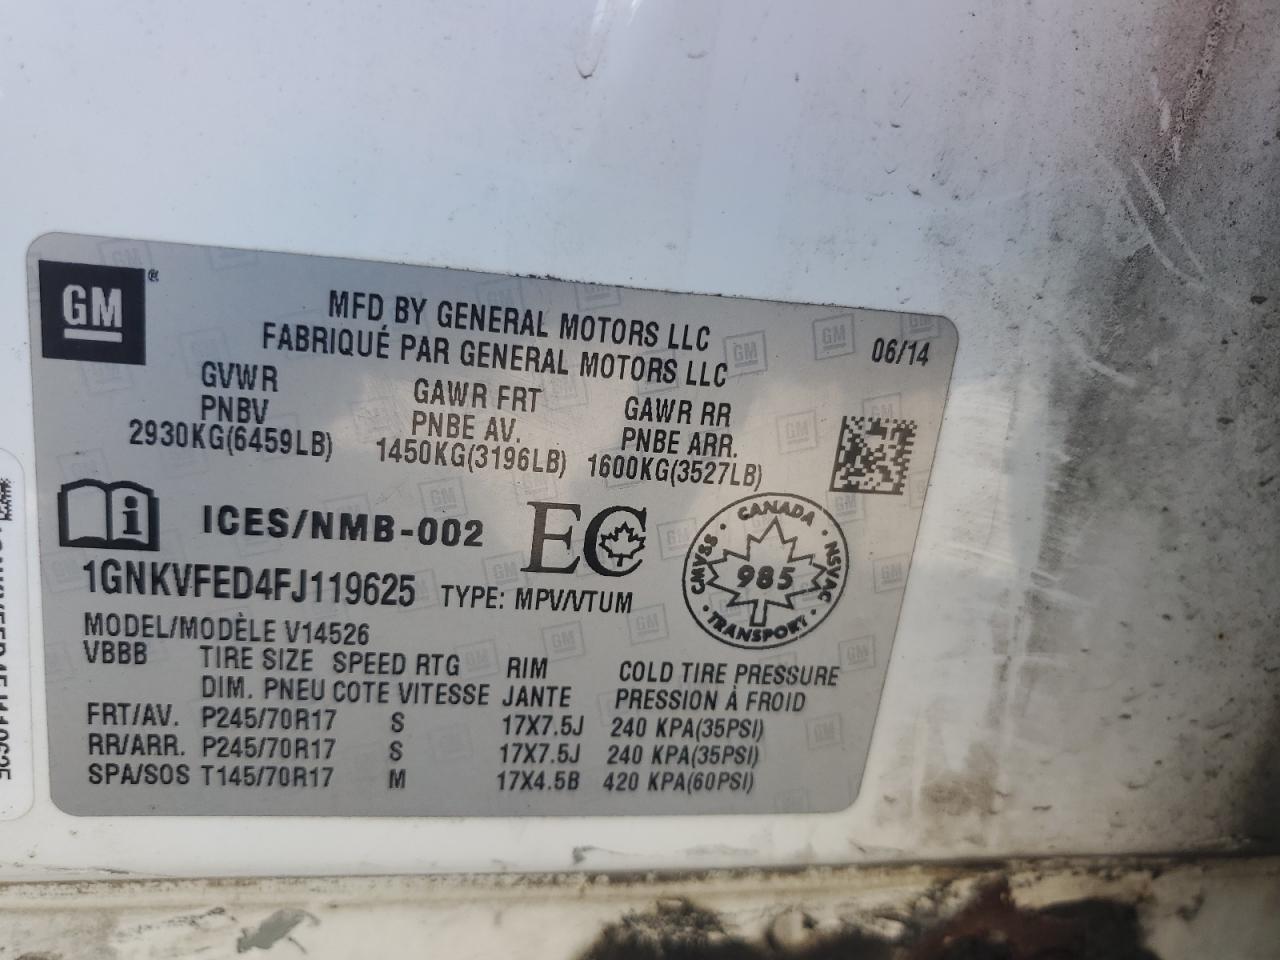 GM®
MFD BY GENERAL MOTORS LLC
FABRIQUÉ PAR GENERAL MOTORS LLC
06/14
GVWR GAWR FRT GAWR RR
PNBV PNBE AV. PNBE ARR.
2930KG(6459LB) 1450KG(3196LB) 1600KG(3527LB)
ICES/NMB-002 EC
CANADA
CMVSS · NSVAC
985
TRANSPORT
1GNKVFED4FJ119625 TYPE: MPV/VTUM
MODEL/MODÈLE V14526
VBBB TIRE SIZE SPEED RTG RIM COLD TIRE PRESSURE
DIM. PNEU COTE VITESSE JANTE PRESSION À FROID
FRT/AV. P245/70R17 S 17X7.5J 240 KPA(35PSI)
RR/ARR. P245/70R17 S 17X7.5J 240 KPA(35PSI)
SPA/SOS T145/70R17 M 17X4.5B 420 KPA(60PSI)